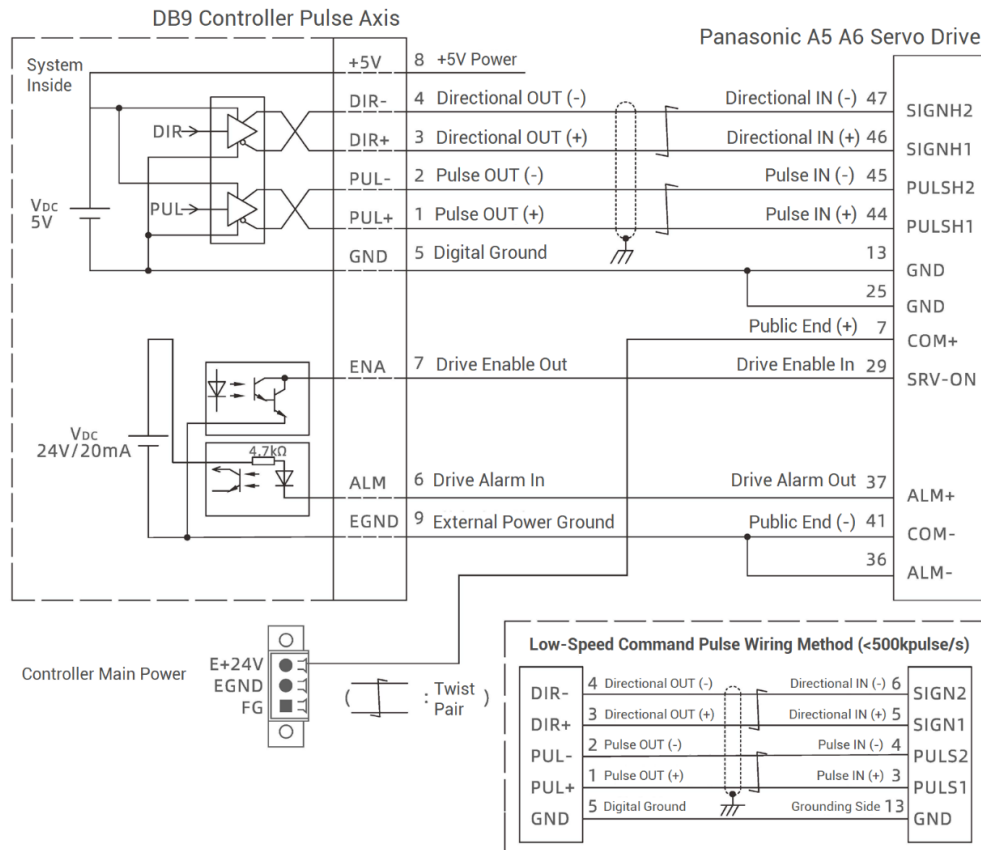 DB9 Controller Pulse Axis
Panasonic A5 A6 Servo Drive
System
Inside
+5V 8 +5V Power
DIR- 4 Directional OUT (-) Directional IN (-) 47 SIGNH2
DIR
DIR+ 3 Directional OUT (+) Directional IN (+) 46 SIGNH1
PUL- 2 Pulse OUT (-) Pulse IN (-) 45 PULSH2
VDC
5V
PUL
PUL+ 1 Pulse OUT (+) Pulse IN (+) 44 PULSH1
GND 5 Digital Ground 13 GND
25 GND
Public End (+) 7 COM+
ENA 7 Drive Enable Out Drive Enable In 29 SRV-ON
VDC
24V/20mA
4.7kΩ
ALM 6 Drive Alarm In Drive Alarm Out 37 ALM+
EGND 9 External Power Ground Public End (-) 41 COM-
36 ALM-
Controller Main Power
E+24V
EGND
FG
( : Twist
Pair )
Low-Speed Command Pulse Wiring Method (<500kpulse/s)
DIR- 4 Directional OUT (-) Directional IN (-) 6 SIGN2
DIR+ 3 Directional OUT (+) Directional IN (+) 5 SIGN1
PUL- 2 Pulse OUT (-) Pulse IN (-) 4 PULS2
PUL+ 1 Pulse OUT (+) Pulse IN (+) 3 PULS1
GND 5 Digital Ground Grounding Side 13 GND